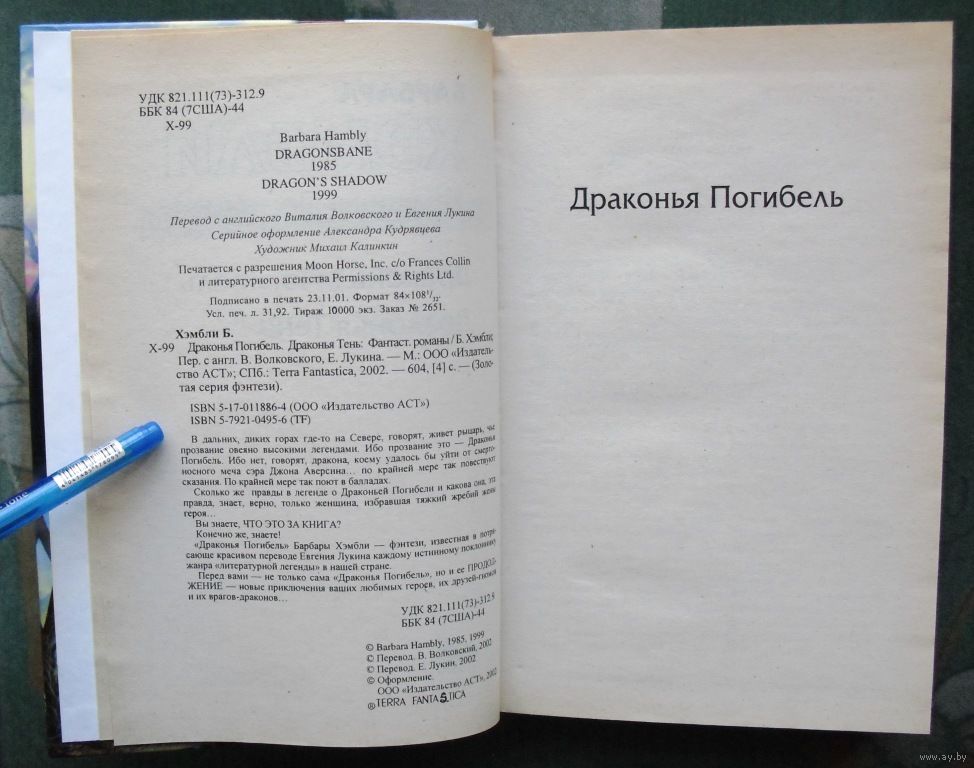 УДК 821.111(73)-312.9
ББК 84 (7США)-44
Х-99
Barbara Hambly
DRAGONSBANE
1985
DRAGON'S SHADOW
1999
Перевод с английского Виталия Волковского и Евгения Лукина
Серийное оформление Александра Кудрявцева
Художник Михаил Калинкин
Печатается с разрешения Moon Horse, Inc. c/o Frances Collin
и литературного агентства Permissions & Rights Ltd.
Подписано в печать 23.11.01. Формат 84×108 1/32.
Усл. печ. л. 31,92. Тираж 10000 экз. Заказ № 2651.
Хэмбли Б.
Х-99 Драконья Погибель. Драконья Тень: Фантаст. романы / Б. Хэмбли;
Пер. с англ. В. Волковского, Е. Лукина. — М.: ООО «Издатель-
ство АСТ»; СПб.: Terra Fantastica, 2002. — 604, [4] с. — (Золо-
тая серия фэнтези).
ISBN 5-17-011886-4 (ООО «Издательство АСТ»)
ISBN 5-7921-0495-6 (TF)
В дальних, диких горах где-то на Севере, говорят, живет рыцарь, чье
прозвание овеяно высокими легендами. Ибо прозвание это — Драконья
Погибель. Ибо нет, говорят, дракона, коему удалось бы уйти от смерто-
носного меча сэра Джона Аверсина... по крайней мере так повествуют
сказания. По крайней мере так поют в балладах.
Сколько же правды в легенде о Драконьей Погибели и какова она, эта
правда, знает, верно, только женщина, избравшая тяжкий жребий жены
героя...
Вы знаете, ЧТО ЭТО ЗА КНИГА?
Конечно же, знаете!
«Драконья Погибель» Барбары Хэмбли — фэнтези, известная в потря-
сающе красивом переводе Евгения Лукина каждому истинному поклоннику
жанра «литературной легенды» в нашей стране.
Перед вами — не только сама «Драконья Погибель», но и ее ПРОДОЛ-
ЖЕНИЕ — новые приключения ваших любимых героев, их друзей-гномов
и их врагов-драконов...
УДК 821.111(73)-312.9
ББК 84 (7США)-44
© Barbara Hambly, 1985, 1999
© Перевод. В. Волковский, 2002
© Перевод. Е. Лукин, 2002
© Оформление.
ООО «Издательство АСТ», 2002
® TERRA FANTASTICA
Драконья Погибель
www.ay.by